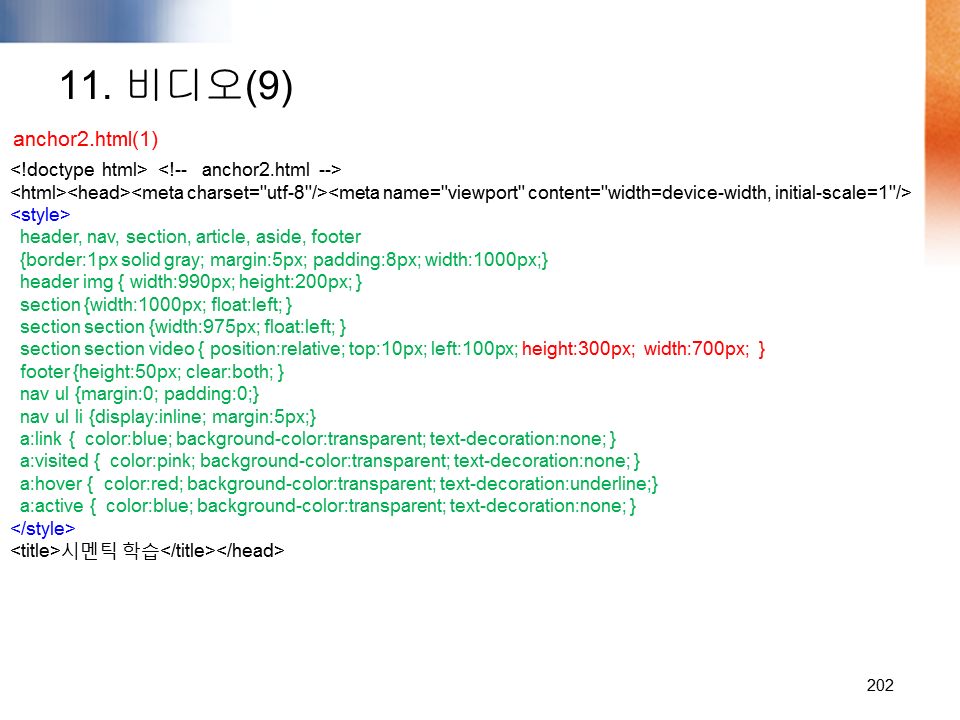 11. 비디오(9)
anchor2.html(1)
<!doctype html>  <!--   anchor2.html  -->
<html><head><meta charset="utf-8"/><meta name="viewport" content="width=device-width, initial-scale=1"/>
<style>
  header, nav, section, article, aside, footer
  {border:1px solid gray; margin:5px; padding:8px; width:1000px;}
  header img { width:990px; height:200px; }
  section {width:1000px; float:left; }
  section section {width:975px; float:left; }
  section section video { position:relative; top:10px; left:100px; height:300px;  width:700px;  }
  footer {height:50px; clear:both; }
  nav ul {margin:0; padding:0;}
  nav ul li {display:inline; margin:5px;}
  a:link {  color:blue; background-color:transparent; text-decoration:none; }
  a:visited {  color:pink; background-color:transparent; text-decoration:none; }
  a:hover {  color:red; background-color:transparent; text-decoration:underline;}
  a:active {  color:blue; background-color:transparent; text-decoration:none; }
</style>
<title>시멘틱 학습</title></head>
202